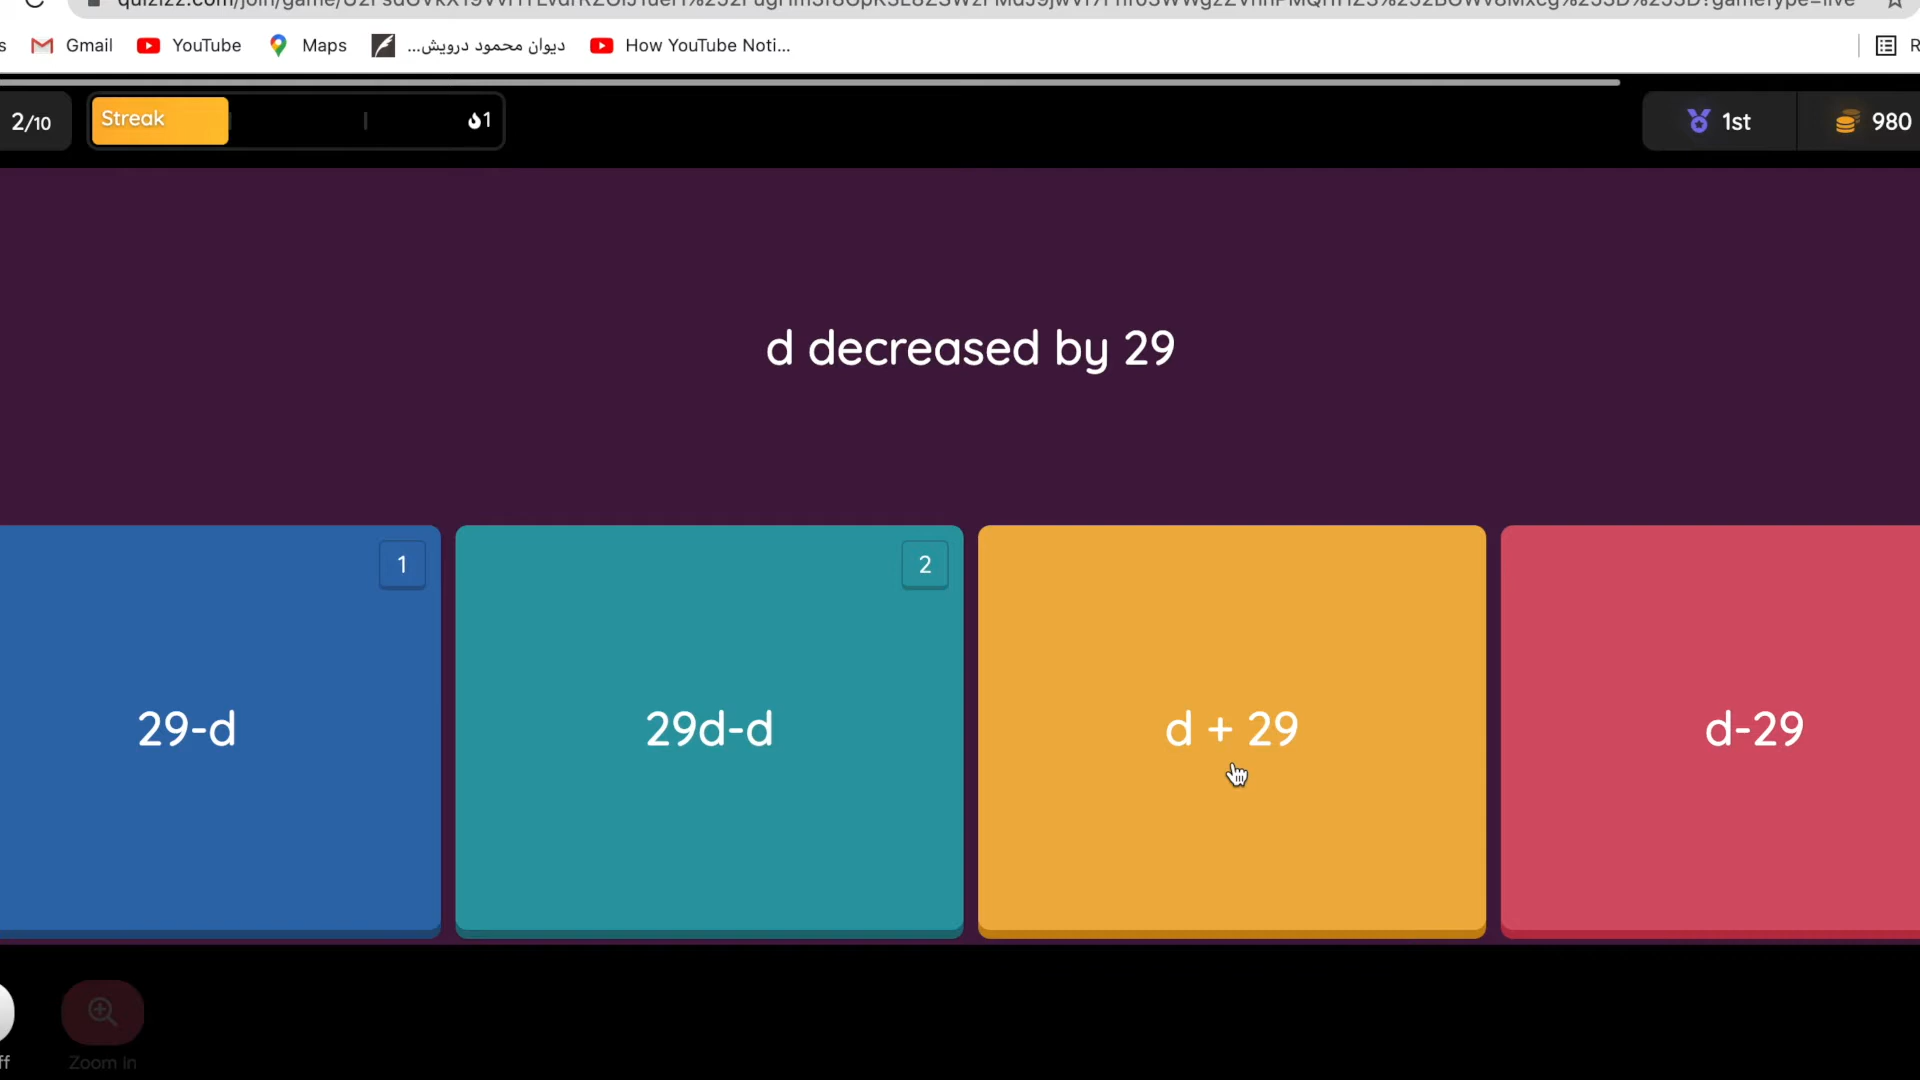 Gmail YouTube Maps ديوان محمود درويش... How YouTube Noti...
2/10 Streak 1 1st 980
d decreased by 29
1 2
29-d 29d-d d + 29 d-29
Zoom in